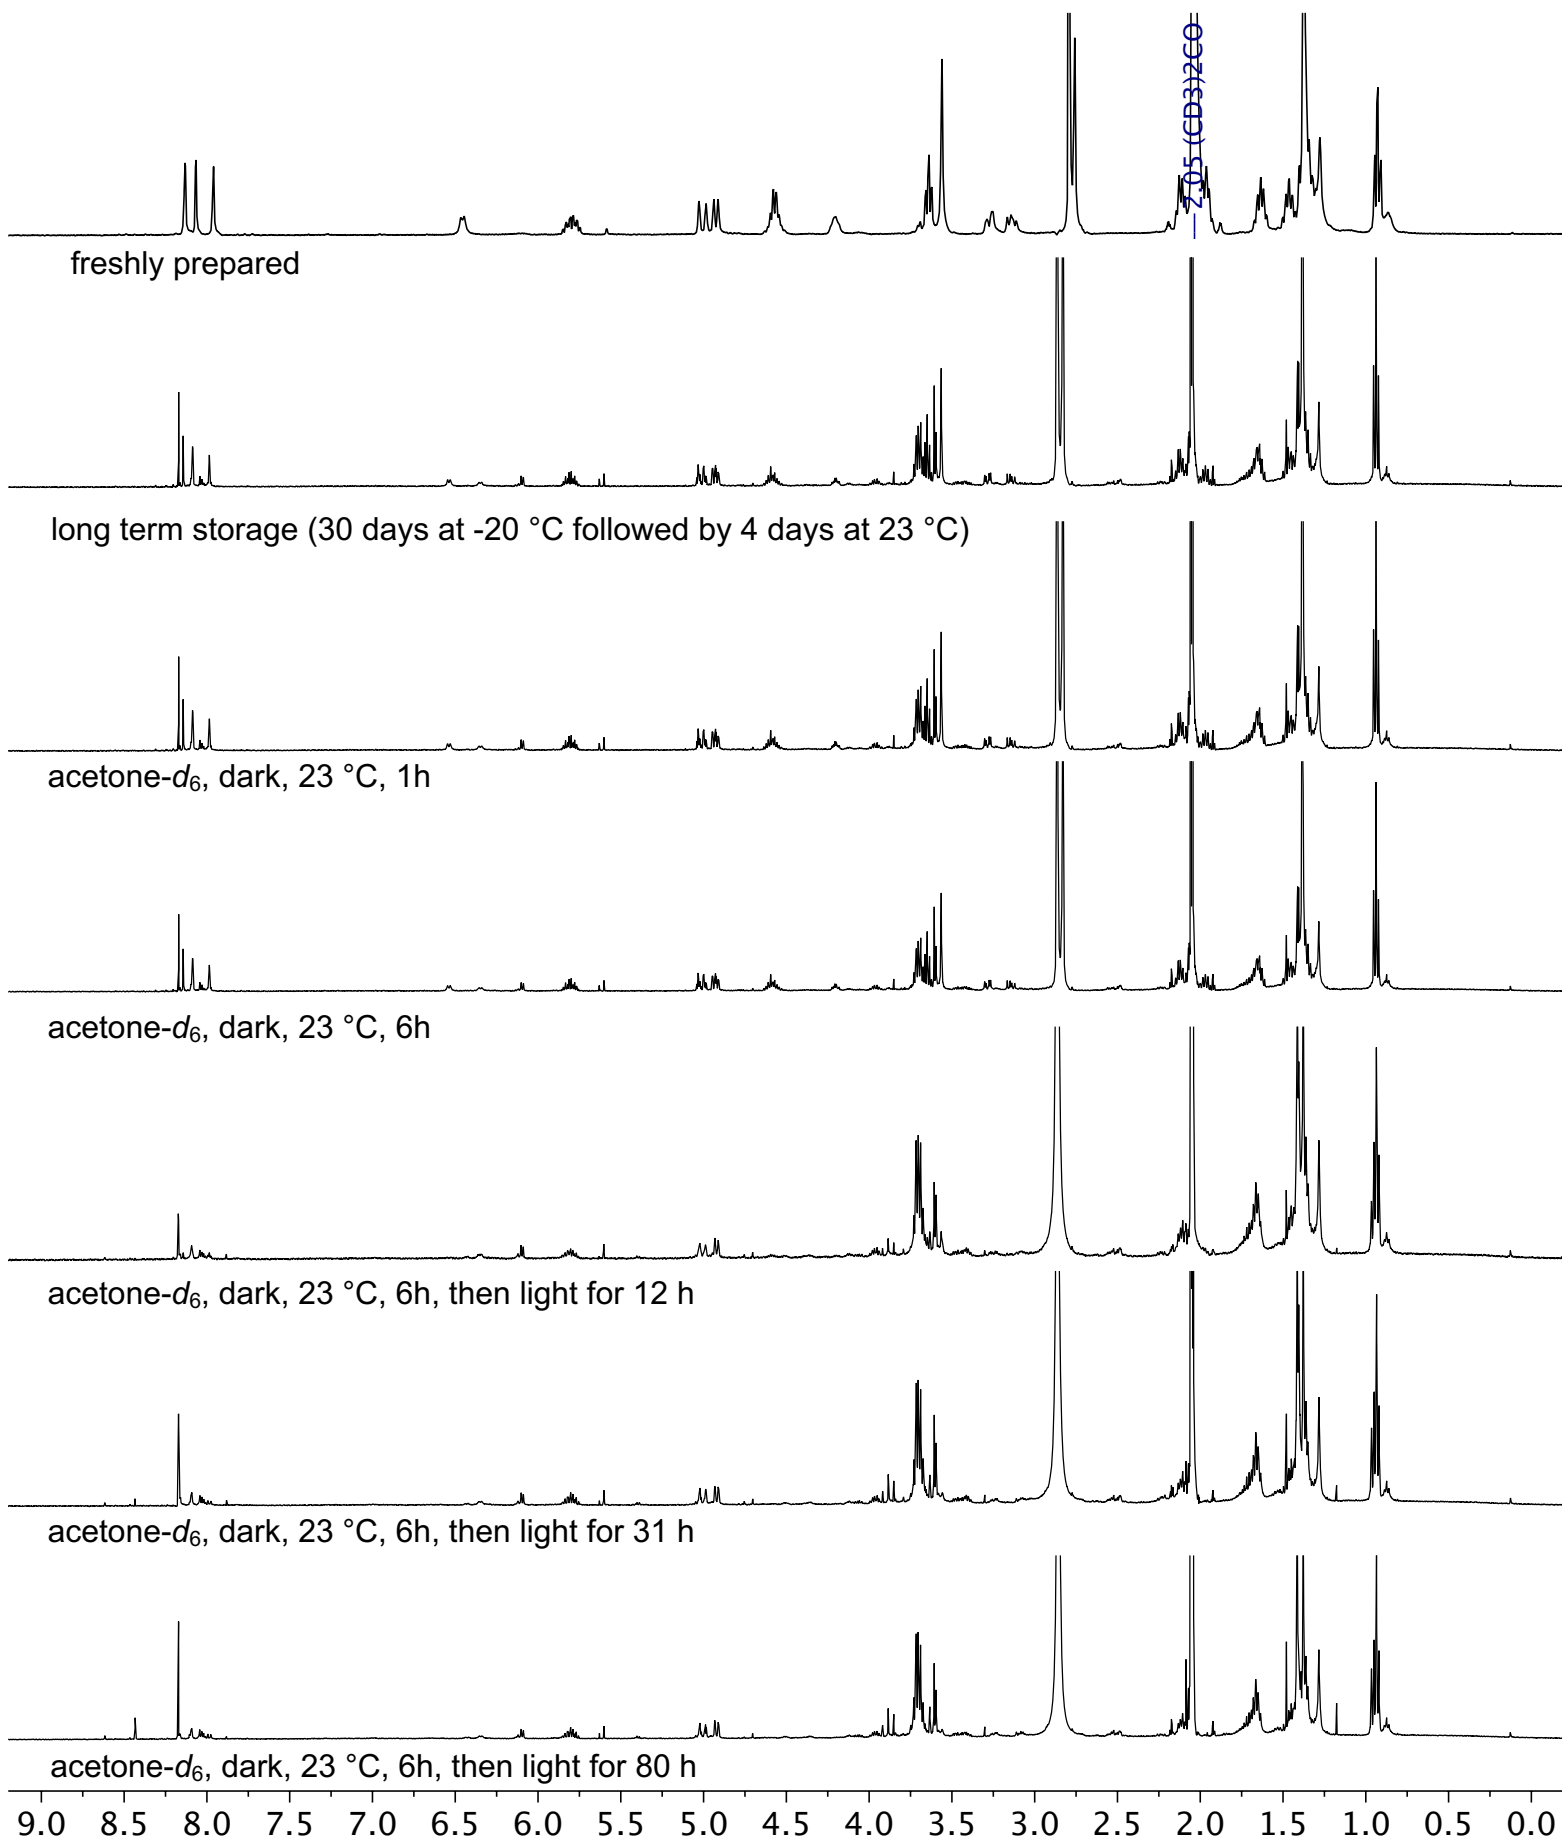 2.05 (CD3)2CO
freshly prepared
long term storage (30 days at -20 °C followed by 4 days at 23 °C)
acetone-d₆, dark, 23 °C, 1h
acetone-d₆, dark, 23 °C, 6h
acetone-d₆, dark, 23 °C, 6h, then light for 12 h
acetone-d₆, dark, 23 °C, 6h, then light for 31 h
acetone-d₆, dark, 23 °C, 6h, then light for 80 h
9.0 8.5 8.0 7.5 7.0 6.5 6.0 5.5 5.0 4.5 4.0 3.5 3.0 2.5 2.0 1.5 1.0 0.5 0.0